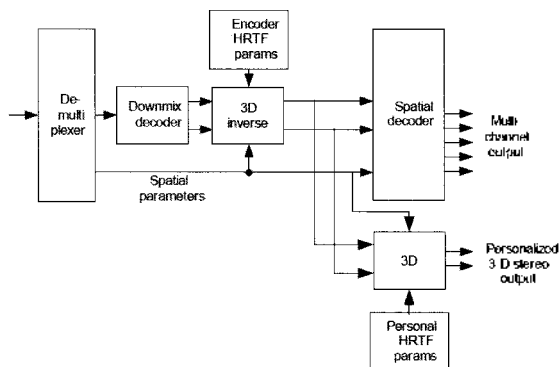 Encoder
HRTF
params
De-
multi
plexer
Downmix
decoder
3D
inverse
Spatial
decoder
Multi-
channel
output
Spatial
parameters
3D
Personalized
3 D stereo
output
Personal
HRTF
params